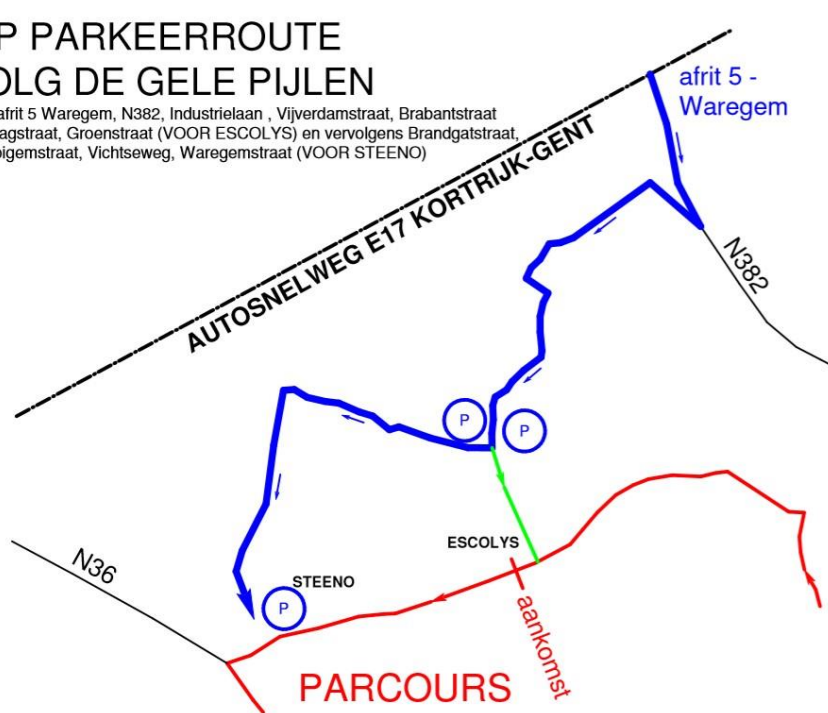 P PARKEERROUTE
OLG DE GELE PIJLEN
afrit 5 Waregem, N382, Industrielaan , Vijverdamstraat, Brabantstraat
agstraat, Groenstraat (VOOR ESCOLYS) en vervolgens Brandgatstraat,
igemstraat, Vichtseweg, Waregemstraat (VOOR STEENO)
afrit 5 -
Waregem
AUTOSNELWEG E17 KORTRIJK-GENT
N382
P
P
ESCOLYS
N36
STEENO
P
aankomst
PARCOURS